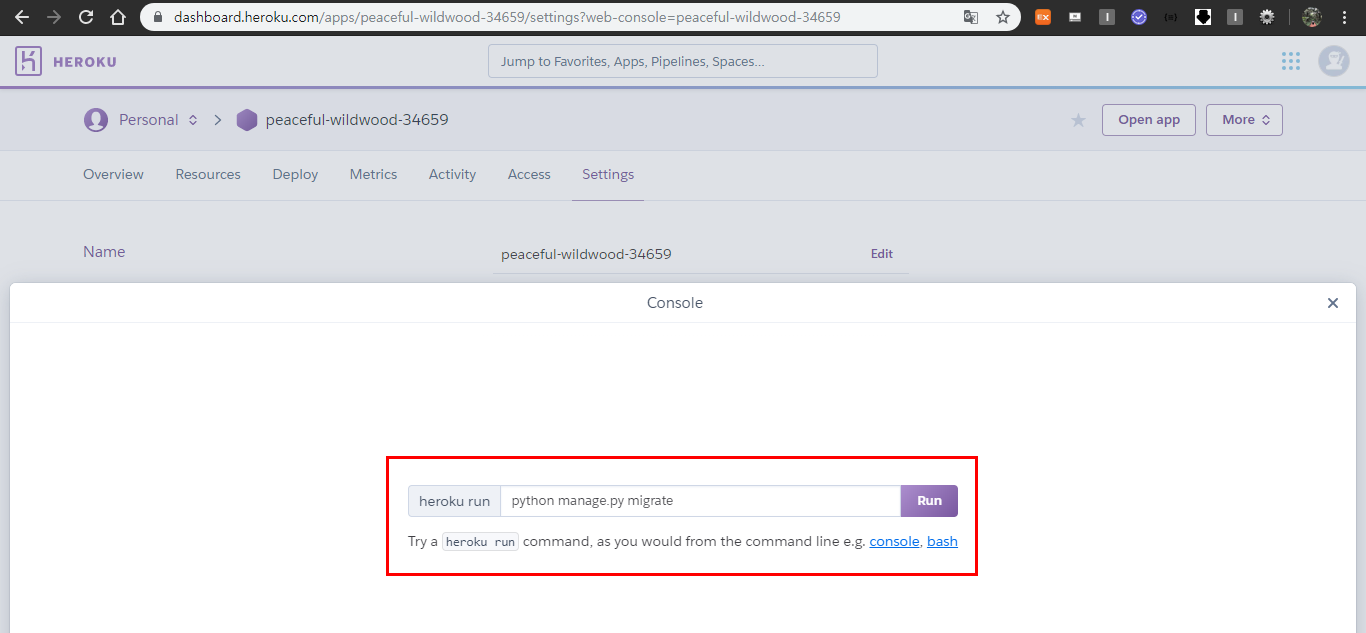 dashboard.heroku.com/apps/peaceful-wildwood-34659/settings?web-console=peaceful-wildwood-34659
HEROKU
Jump to Favorites, Apps, Pipelines, Spaces...
Personal
peaceful-wildwood-34659
Open app
More
Overview Resources Deploy Metrics Activity Access Settings
Name
peaceful-wildwood-34659
Edit
Console
heroku run python manage.py migrate Run
Try a heroku run command, as you would from the command line e.g. console, bash